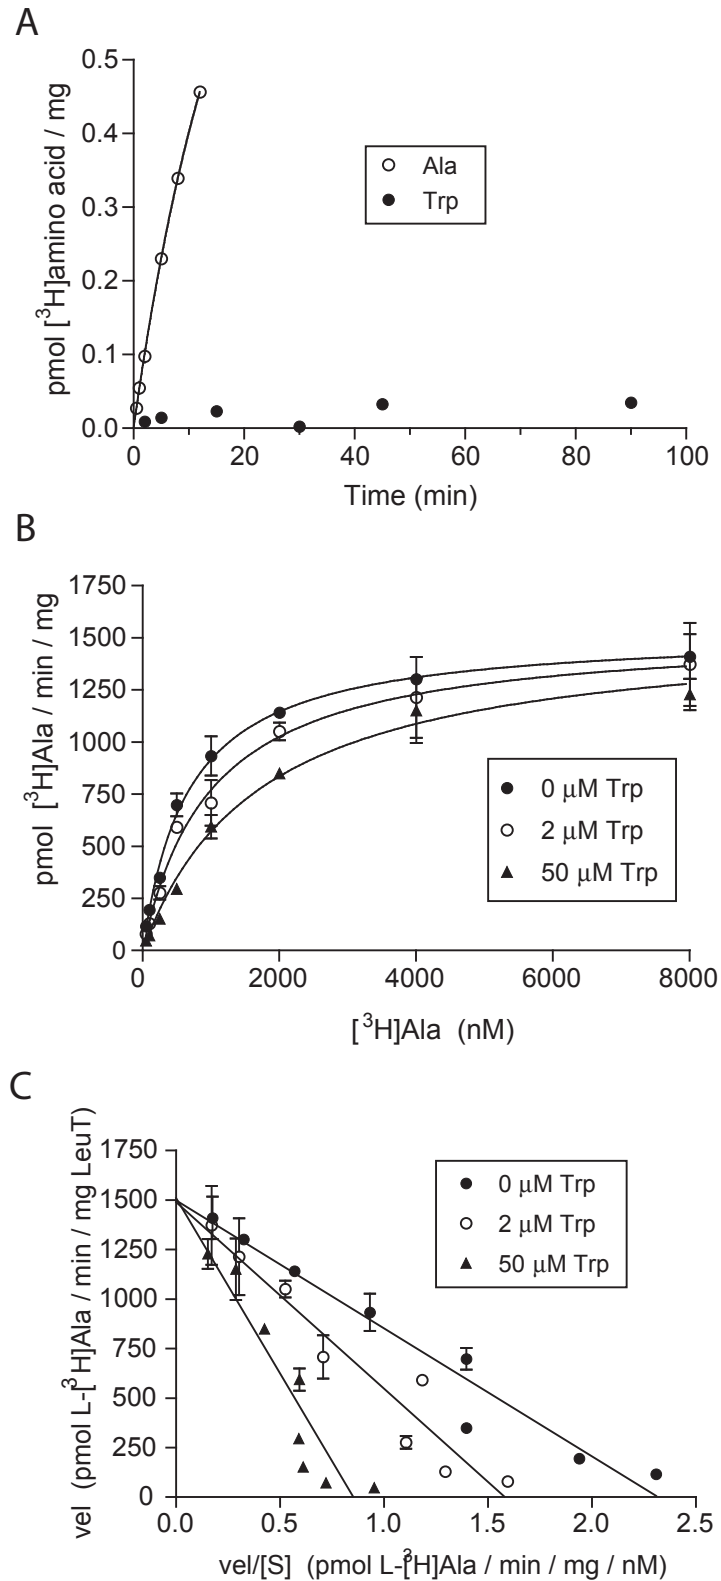 A
pmol [³H]amino acid / mg
0.5
0.4
0.3
0.2
0.1
0.0
Ala
Trp
0 20 40 60 80 100
Time (min)
B
pmol [³H]Ala / min / mg
1750
1500
1250
1000
750
500
250
0
0 μM Trp
2 μM Trp
50 μM Trp
0 2000 4000 6000 8000
[³H]Ala (nM)
C
vel (pmol L-[³H]Ala / min / mg LeuT)
1750
1500
1250
1000
750
500
250
0
0 μM Trp
2 μM Trp
50 μM Trp
0.0 0.5 1.0 1.5 2.0 2.5
vel/[S] (pmol L-[³H]Ala / min / mg / nM)